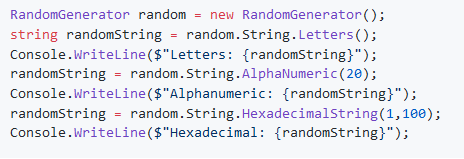 RandomGenerator random = new RandomGenerator();
string randomString = random.String.Letters();
Console.WriteLine($"Letters: {randomString}");
randomString = random.String.AlphaNumeric(20);
Console.WriteLine($"Alphanumeric: {randomString}");
randomString = random.String.HexadecimalString(1,100);
Console.WriteLine($"Hexadecimal: {randomString}");